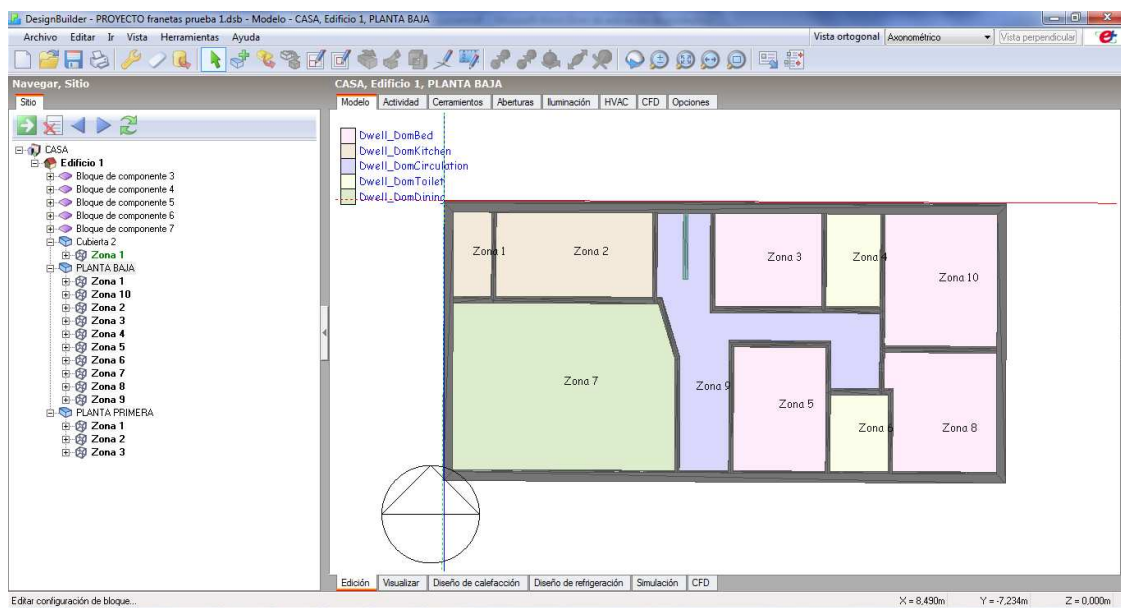 DesignBuilder - PROYECTO franetas prueba 1.dsb - Modelo - CASA, Edificio 1, PLANTA BAJA
Archivo Editar Ir Vista Herramientas Ayuda
Vista ortogonal Axonométrico Vista perpendicular
Navegar, Sitio
CASA, Edificio 1, PLANTA BAJA
Sitio
Modelo Actividad Cerramientos Aberturas Iluminación HVAC CFD Opciones
CASA
Edificio 1
Bloque de componente 3
Bloque de componente 4
Bloque de componente 5
Bloque de componente 6
Bloque de componente 7
Cubierta 2
Zona 1
PLANTA BAJA
Zona 1
Zona 10
Zona 2
Zona 3
Zona 4
Zona 5
Zona 6
Zona 7
Zona 8
Zona 9
PLANTA PRIMERA
Zona 1
Zona 2
Zona 3
Dwell_DomBed
Dwell_DomKitchen
Dwell_DomCirculation
Dwell_DomToilet
Dwell_DomDining
Zona 1
Zona 2
Zona 3
Zona 4
Zona 10
Zona 7
Zona 9
Zona 5
Zona 6
Zona 8
Edición Visualizar Diseño de calefacción Diseño de refrigeración Simulación CFD
Editar configuración de bloque...
X = 8,490m Y = -7,234m Z = 0,000m